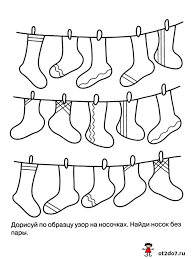 Дорисуй по образцу узор на носочках. Найди носок без
пары.
ot2do7.ru